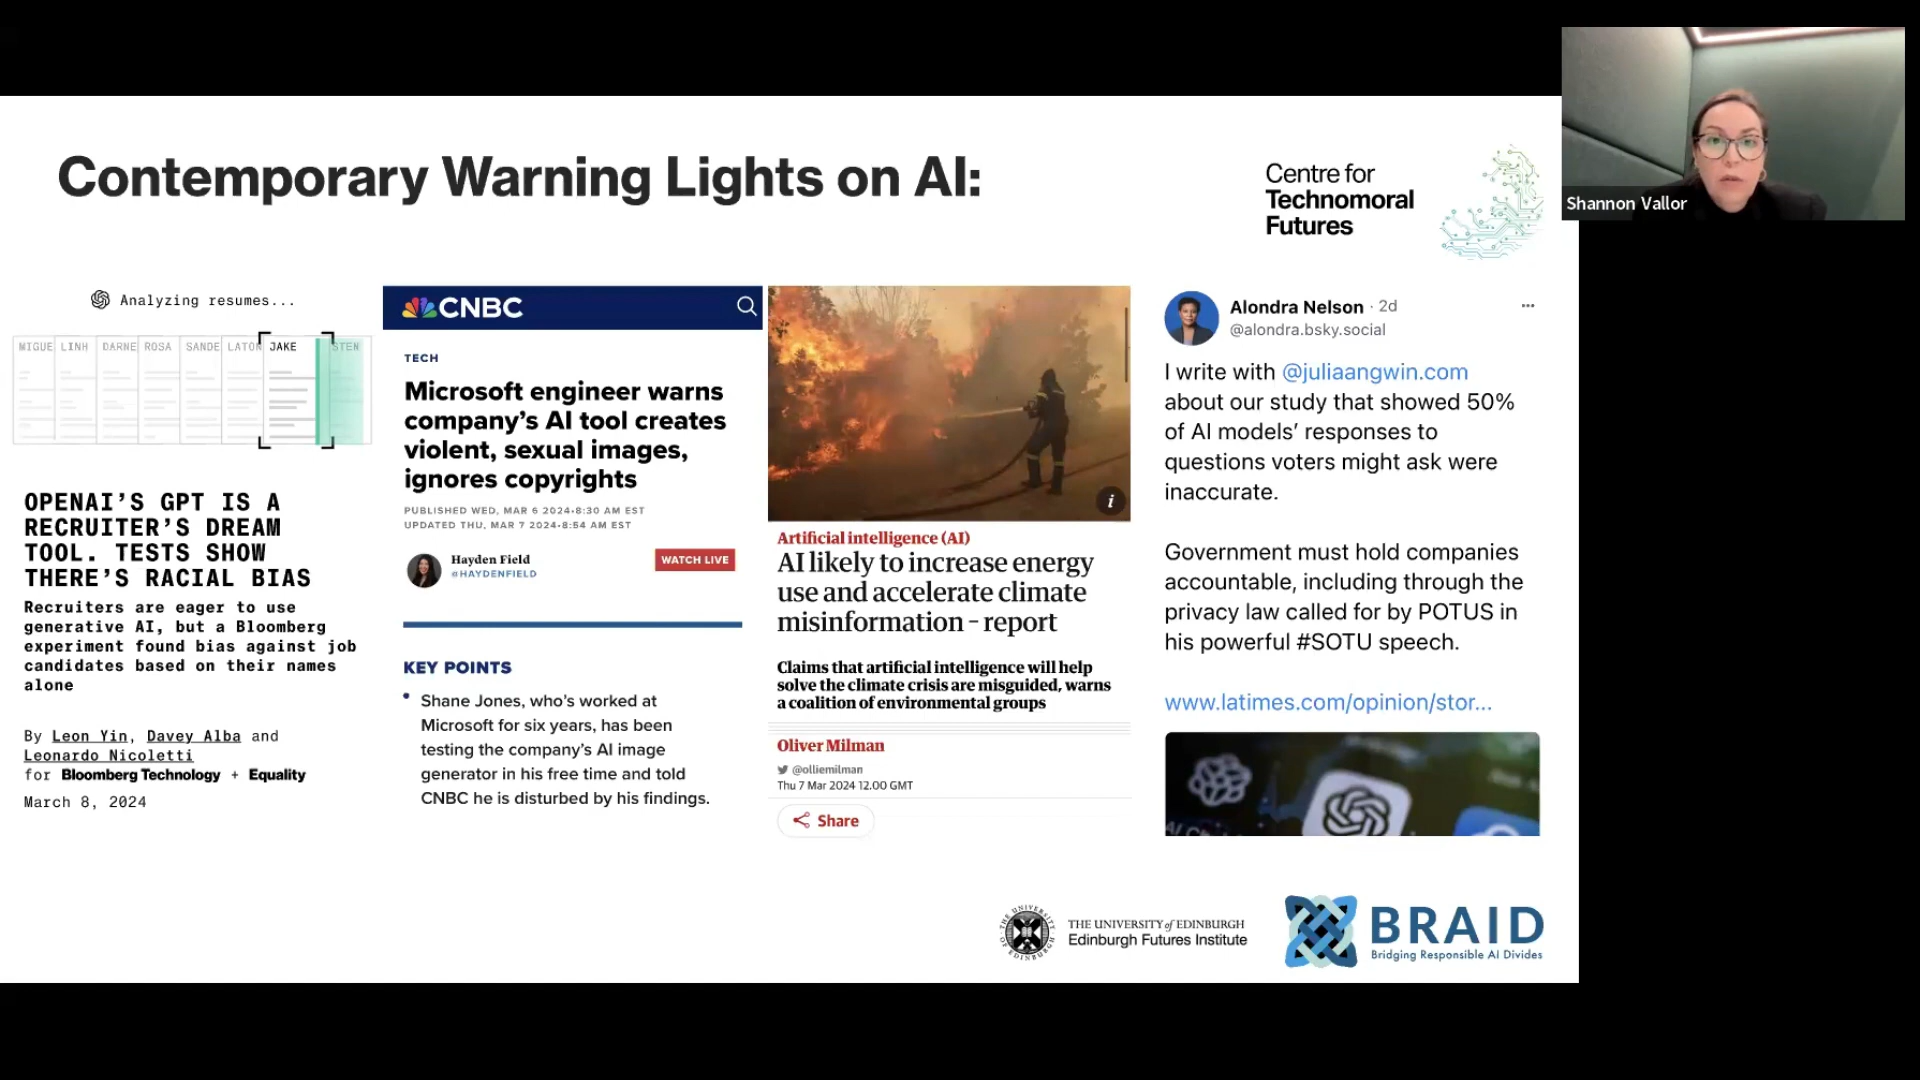 Contemporary Warning Lights on AI:
Centre for
Technomoral
Futures
Shannon Vallor
Analyzing resumes...
MIGUE LINH DARNE ROSA SANDE LATON JAKE STEN
OPENAI'S GPT IS A
RECRUITER'S DREAM
TOOL. TESTS SHOW
THERE'S RACIAL BIAS
Recruiters are eager to use
generative AI, but a Bloomberg
experiment found bias against job
candidates based on their names
alone
By Leon Yin, Davey Alba and
Leonardo Nicoletti
for Bloomberg Technology + Equality
March 8, 2024
CNBC
TECH
Microsoft engineer warns
company's AI tool creates
violent, sexual images,
ignores copyrights
PUBLISHED WED, MAR 6 2024•8:30 AM EST
UPDATED THU, MAR 7 2024•8:54 AM EST
Hayden Field
@HAYDENFIELD
WATCH LIVE
KEY POINTS
• Shane Jones, who's worked at
Microsoft for six years, has been
testing the company's AI image
generator in his free time and told
CNBC he is disturbed by his findings.
i
Artificial intelligence (AI)
AI likely to increase energy
use and accelerate climate
misinformation – report
Claims that artificial intelligence will help
solve the climate crisis are misguided, warns
a coalition of environmental groups
Oliver Milman
@olliemilman
Thu 7 Mar 2024 12.00 GMT
Share
Alondra Nelson · 2d
@alondra.bsky.social
I write with @juliaangwin.com
about our study that showed 50%
of AI models' responses to
questions voters might ask were
inaccurate.
Government must hold companies
accountable, including through the
privacy law called for by POTUS in
his powerful #SOTU speech.
www.latimes.com/opinion/stor...
THE UNIVERSITY of EDINBURGH
Edinburgh Futures Institute
BRAID
Bridging Responsible AI Divides